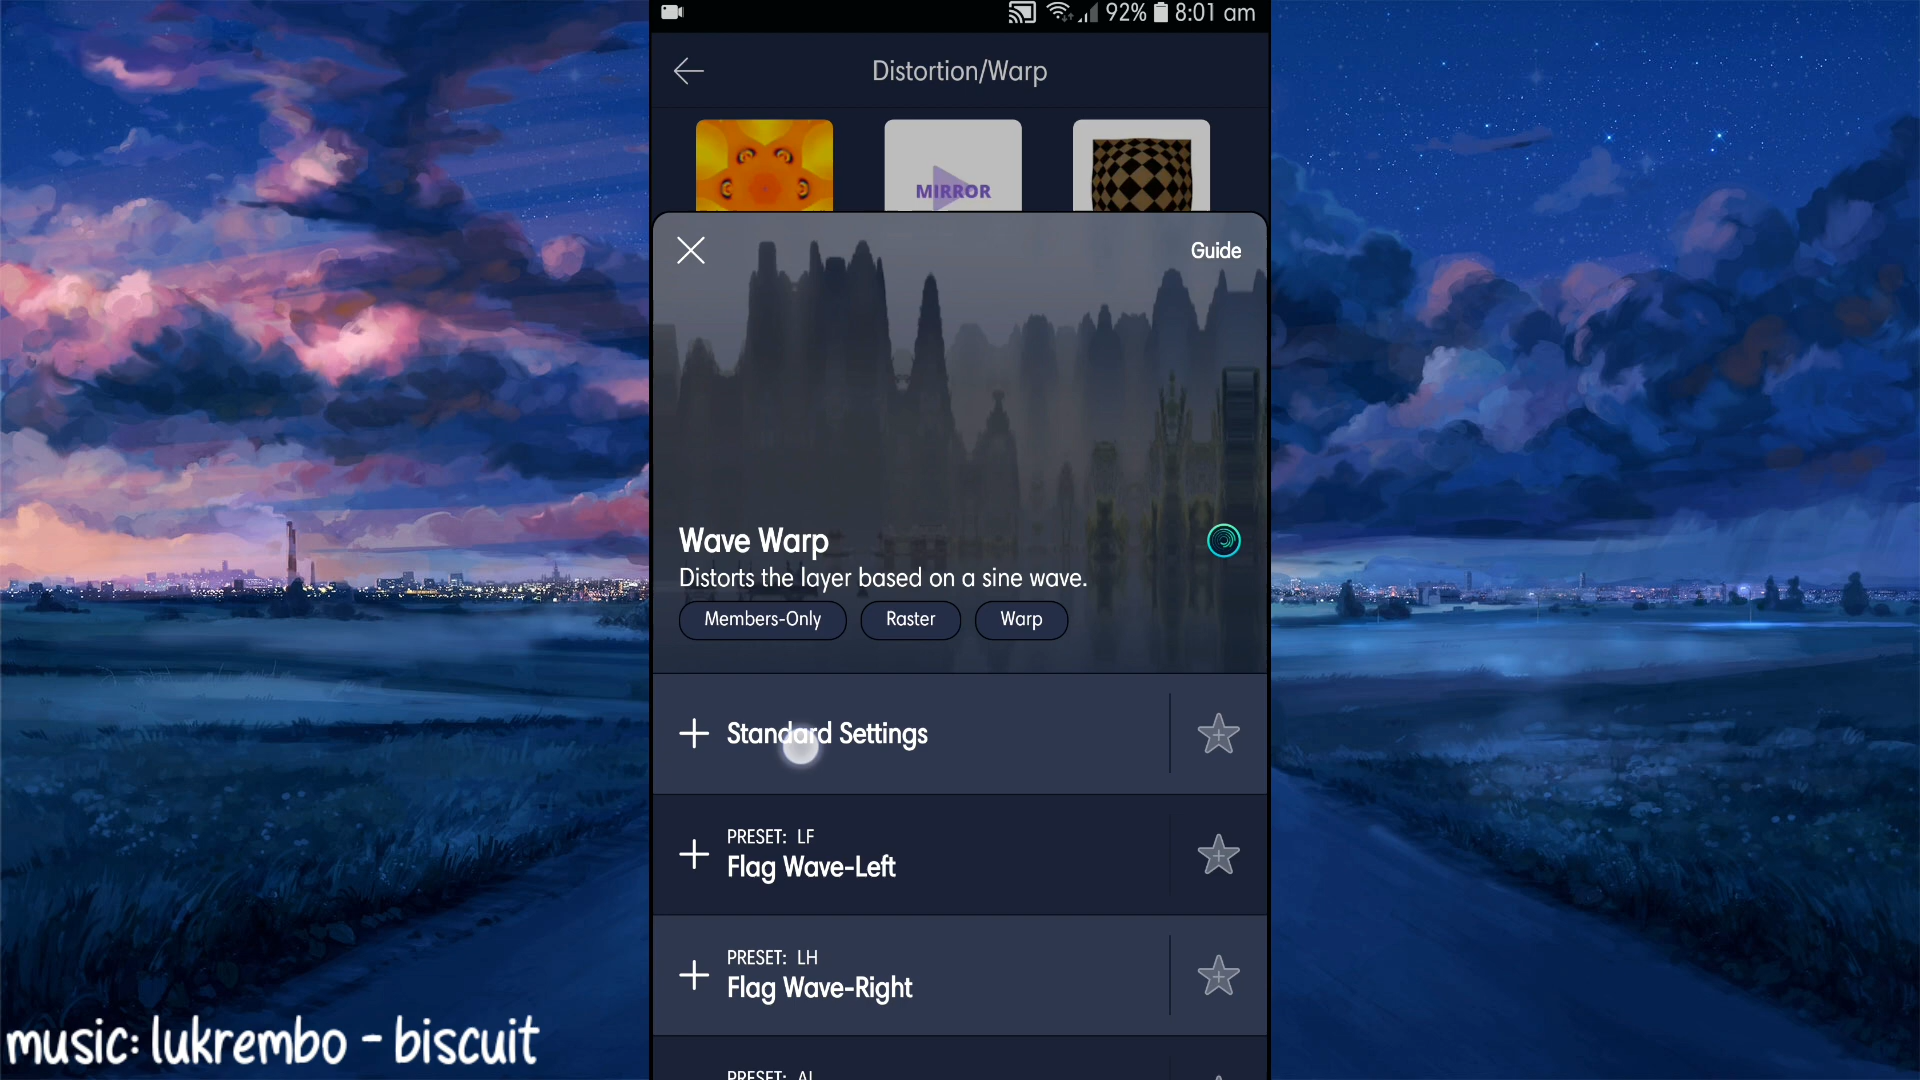 92% 8:01 am
Distortion/Warp
MIRROR
Guide
Wave Warp
Distorts the layer based on a sine wave.
Members-Only Raster Warp
Standard Settings
PRESET: LF
Flag Wave-Left
PRESET: LH
Flag Wave-Right
PRESET:
music: lukrembo - biscuit